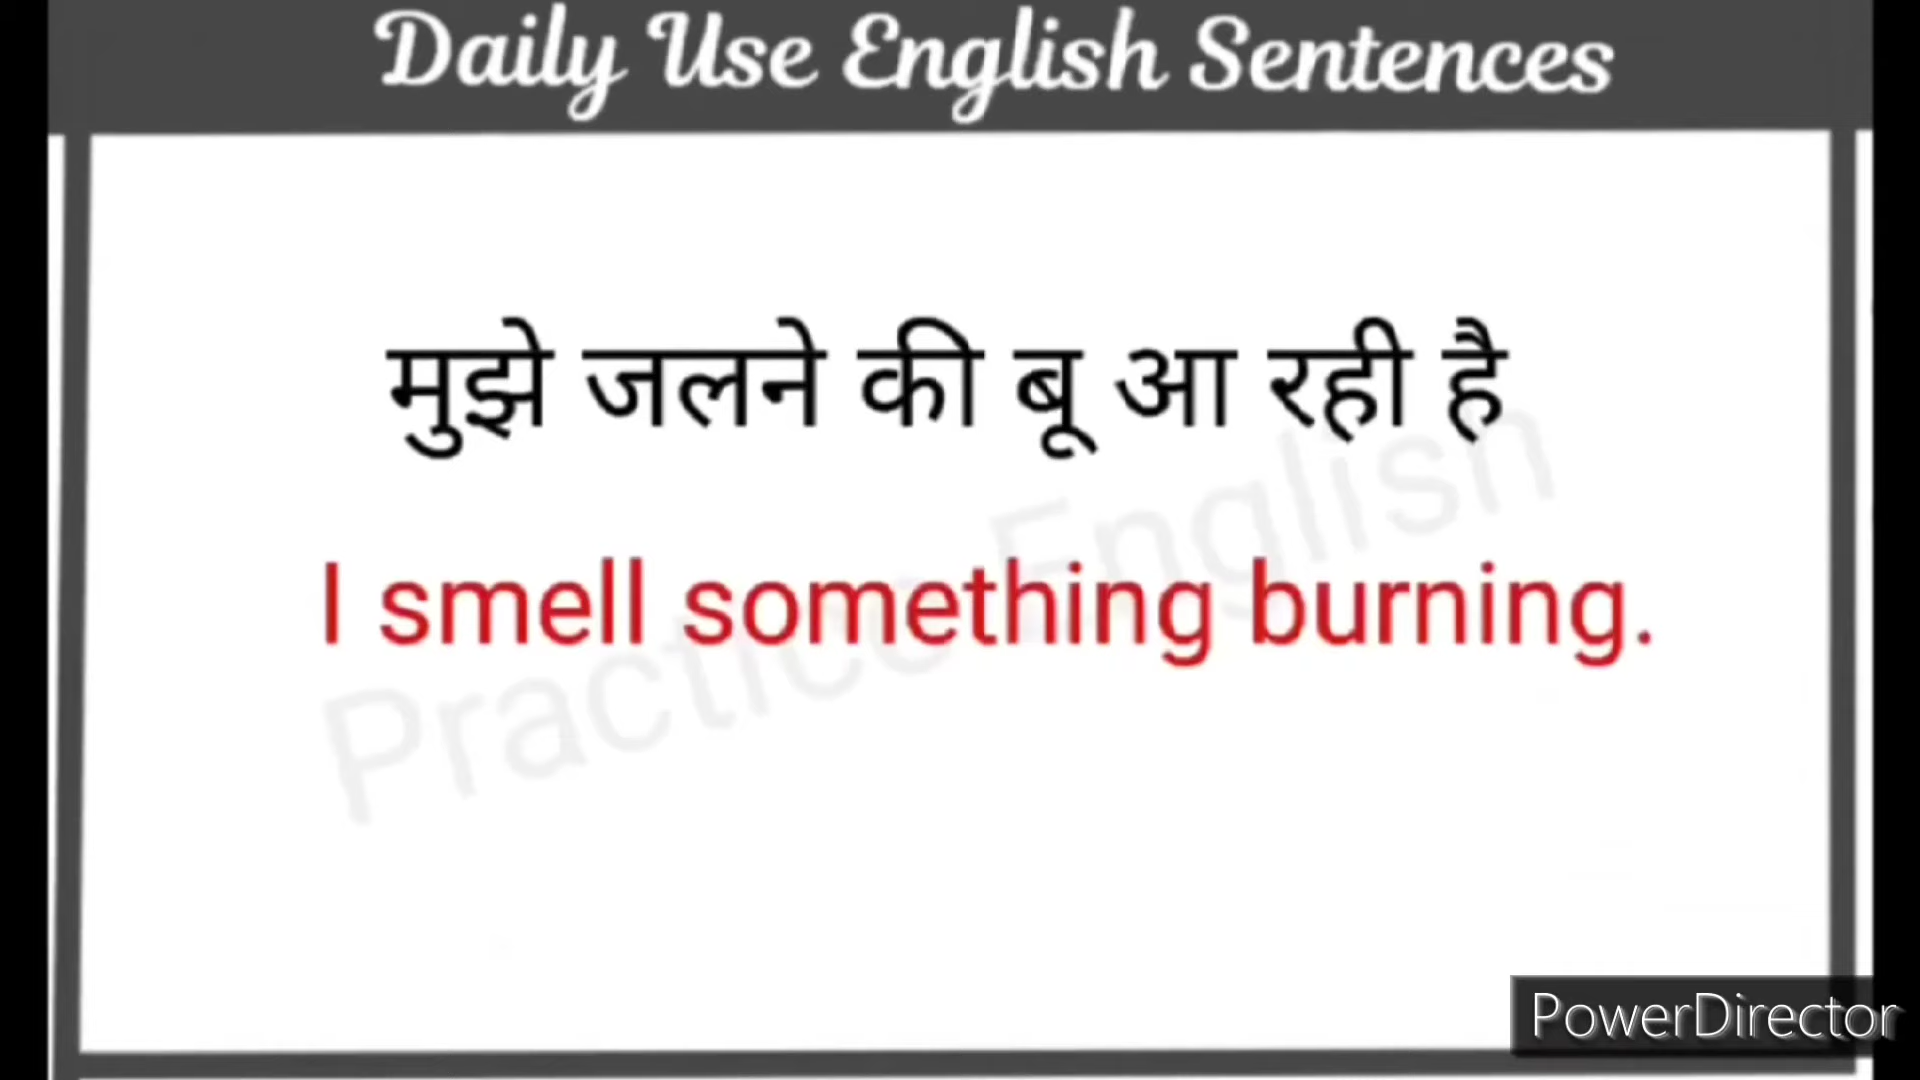 Daily Use English Sentences
मुझे जलने की बू आ रही है
I smell something burning.
Practice English
PowerDirector